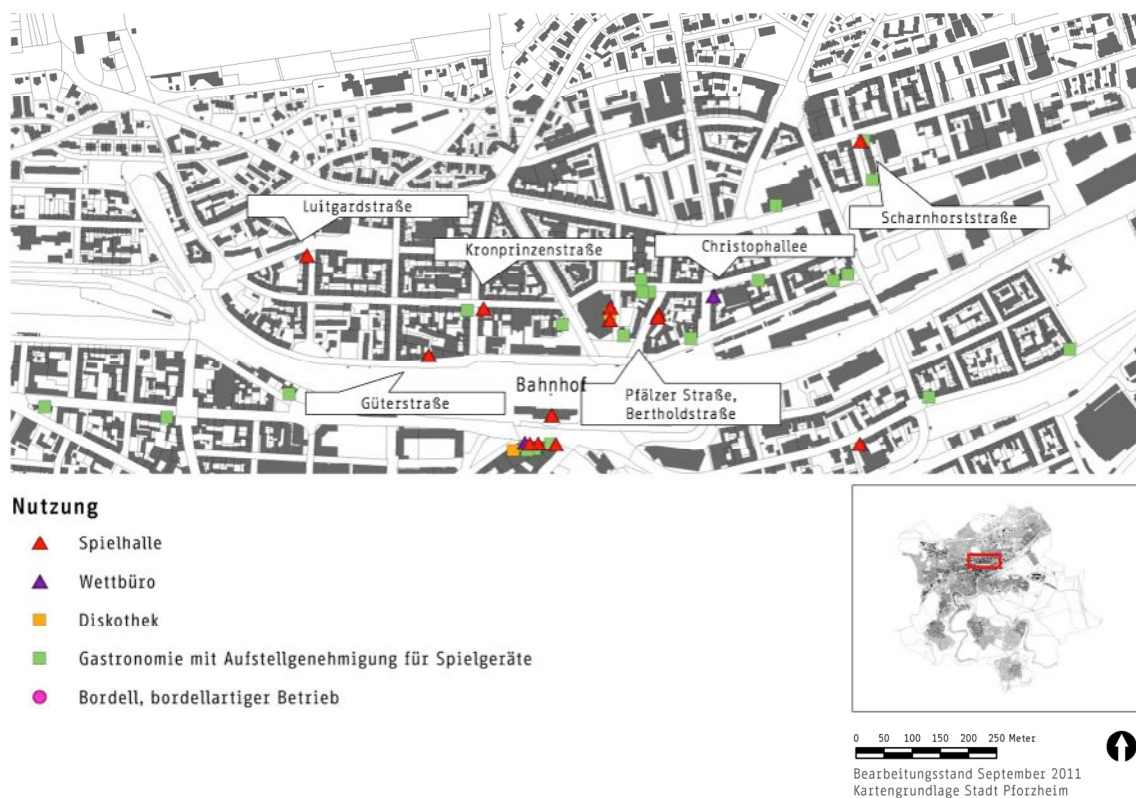 Luitgardstraße
Kronprinzenstraße
Christophallee
Scharnhorststraße
Güterstraße
Bahnhof
Pfälzer Straße,
Bertholdstraße
Nutzung
Spielhalle
Wettbüro
Diskothek
Gastronomie mit Aufstellgenehmigung für Spielgeräte
Bordell, bordellartiger Betrieb
0 50 100 150 200 250 Meter
Bearbeitungsstand September 2011
Kartengrundlage Stadt Pforzheim